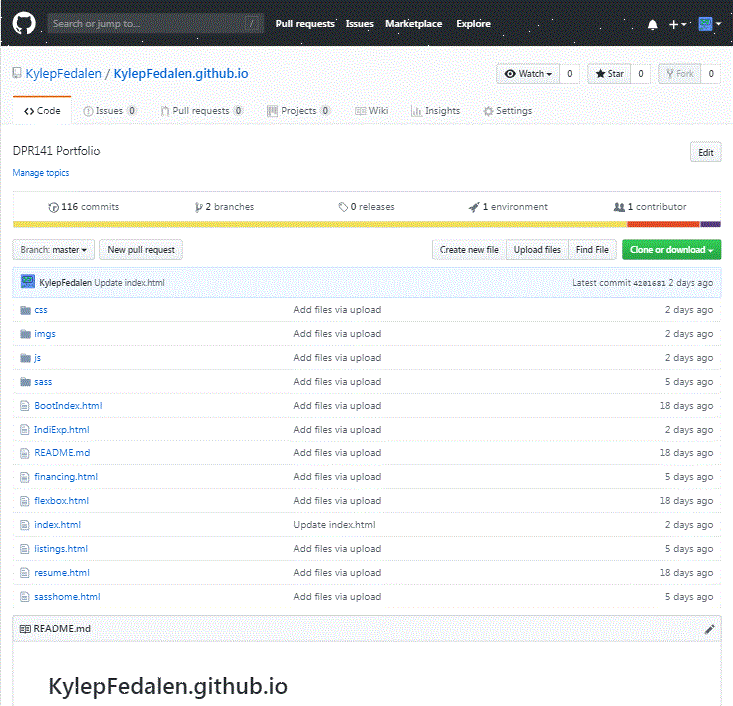 Search or jump to... / Pull requests Issues Marketplace Explore
KylepFedalen / KylepFedalen.github.io Watch 0 Star 0 Fork 0
Code Issues 0 Pull requests 0 Projects 0 Wiki Insights Settings
DPR141 Portfolio Edit
Manage topics
116 commits 2 branches 0 releases 1 environment 1 contributor
Branch: master New pull request Create new file Upload files Find File Clone or download
KylepFedalen Update index.html Latest commit 4201681 2 days ago
css Add files via upload 2 days ago
imgs Add files via upload 2 days ago
js Add files via upload 2 days ago
sass Add files via upload 5 days ago
BootIndex.html Add files via upload 18 days ago
IndiExp.html Add files via upload 2 days ago
README.md Add files via upload 18 days ago
financing.html Add files via upload 5 days ago
flexbox.html Add files via upload 18 days ago
index.html Update index.html 2 days ago
listings.html Add files via upload 5 days ago
resume.html Add files via upload 18 days ago
sasshome.html Add files via upload 5 days ago
README.md
KylepFedalen.github.io